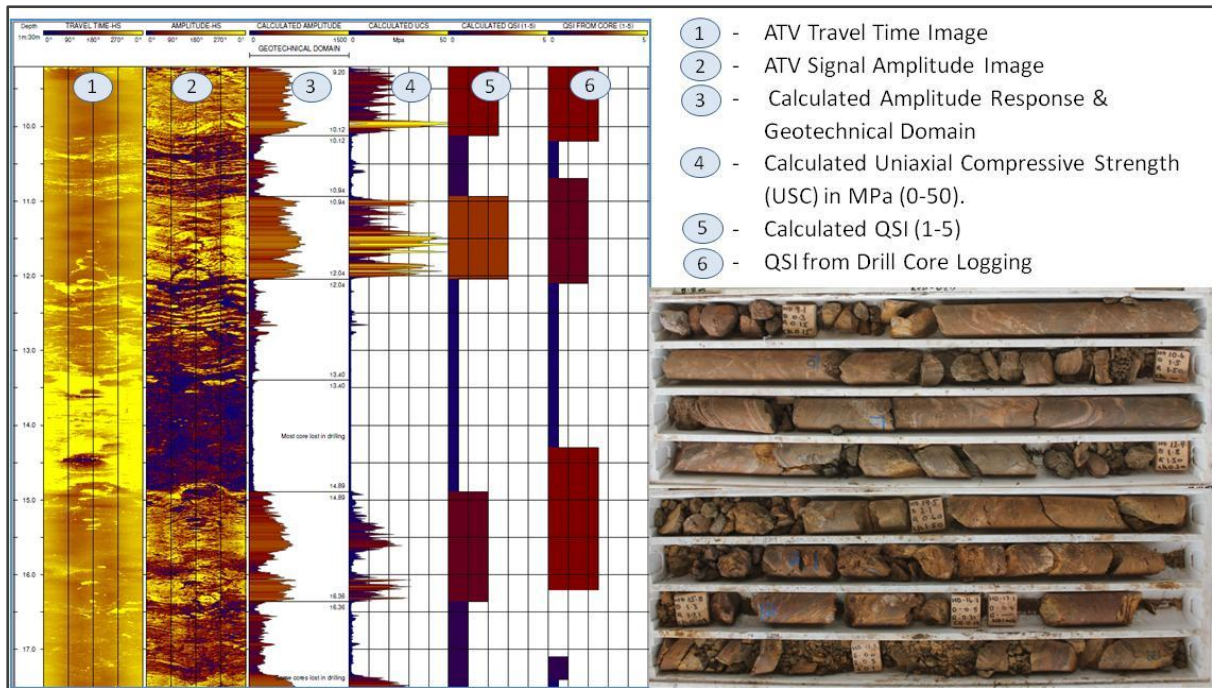 Depth
1m:30m
TRAVEL TIME-HS
0° 90° 180° 270° 0°
AMPLITUDE-HS
0° 90° 180° 270° 0°
CALCULATED AMPLITUDE
0 1500
GEOTECHNICAL DOMAIN
CALCULATED UCS
0 Mpa 50
CALCULATED QSI (1-5)
0 5
QSI FROM CORE (1-5)
0 5
1 2 3 4 5 6
9.20
10.0
10.12
10.12
10.94
11.0
10.94
12.0
12.04
12.04
13.0
13.40
13.40
14.0
Most core lost in drilling
14.89
15.0
14.89
16.0
16.36
16.36
17.0
cores lost in drilling
1 - ATV Travel Time Image
2 - ATV Signal Amplitude Image
3 - Calculated Amplitude Response &
Geotechnical Domain
4 - Calculated Uniaxial Compressive Strength
(USC) in MPa (0-50).
5 - Calculated QSI (1-5)
6 - QSI from Drill Core Logging